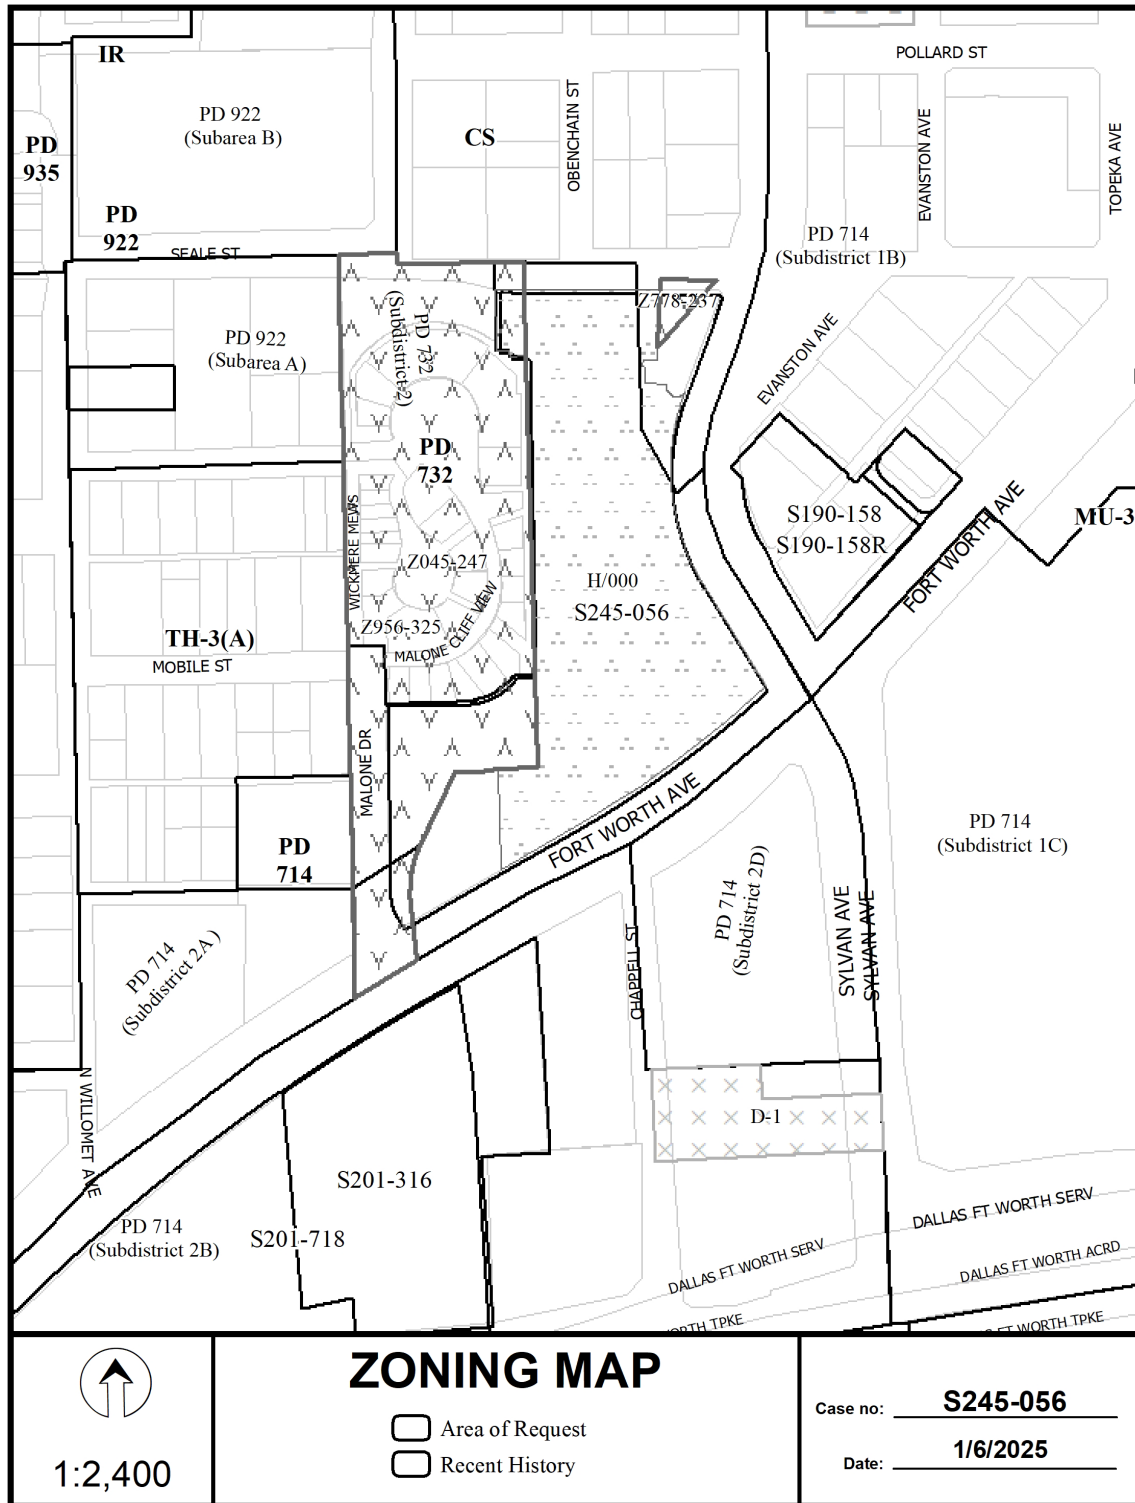 POLLARD ST
IR
PD 922
(Subarea B)
CS
OBENCHAIN ST
EVANSTON AVE
TOPEKA AVE
PD
935
PD
922
SEALE ST
PD 714
(Subdistrict 1B)
Z778-237
PD 922
(Subarea A)
PD 732
(Subdistrict 2)
EVANSTON AVE
PD
732
WICKMERE MEWS
S190-158
S190-158R
FORT WORTH AVE
MU-3
Z045-247
H/000
S245-056
Z956-325
MALONE CLIFF VIEW
TH-3(A)
MOBILE ST
MALONE DR
FORT WORTH AVE
PD
714
PD 714
(Subdistrict 1C)
PD 714
(Subdistrict 2D)
SYLVAN AVE
SYLVAN AVE
CHAPPELL ST
PD 714
(Subdistrict 2A)
N WILLOMET AVE
D-1
S201-316
S201-718
PD 714
(Subdistrict 2B)
DALLAS FT WORTH SERV
DALLAS FT WORTH SERV
DALLAS FT WORTH ACRD
RTH TPKE
FT WORTH TPKE
1:2,400
ZONING MAP
Area of Request
Recent History
Case no: S245-056
Date: 1/6/2025